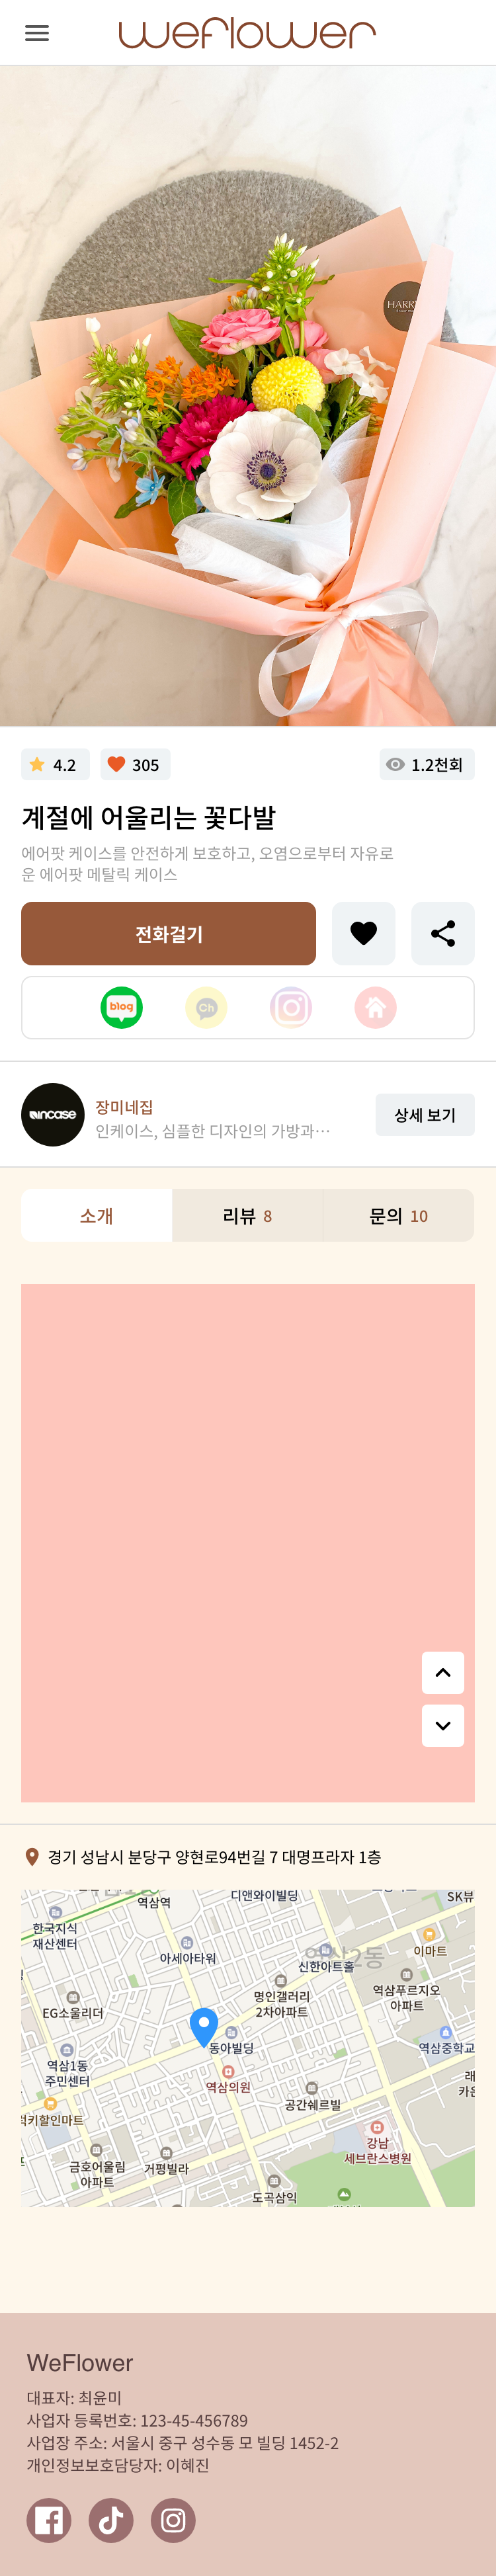 weflower
HARRY
4.2
305
1.2천회
계절에 어울리는 꽃다발
에어팟 케이스를 안전하게 보호하고, 오염으로부터 자유로
운 에어팟 메탈릭 케이스
전화걸기
blog
Ch
incase
장미네집
인케이스, 심플한 디자인의 가방과…
상세 보기
소개
리뷰 8
문의 10
경기 성남시 분당구 양현로94번길 7 대명프라자 1층
역삼역
디앤와이빌딩
SK뷰
한국지식
재산센터
아세아타워
신한아트홀
이마트
EG소울리더
명인갤러리
2차아파트
역삼푸르지오
아파트
동아빌딩
역삼중학교
역삼1동
주민센터
역삼의원
공간쉐르빌
럭키할인마트
강남
세브란스병원
금호어울림
아파트
거평빌라
도곡삼익
WeFlower
대표자: 최윤미
사업자 등록번호: 123-45-456789
사업장 주소: 서울시 중구 성수동 모 빌딩 1452-2
개인정보보호담당자: 이혜진